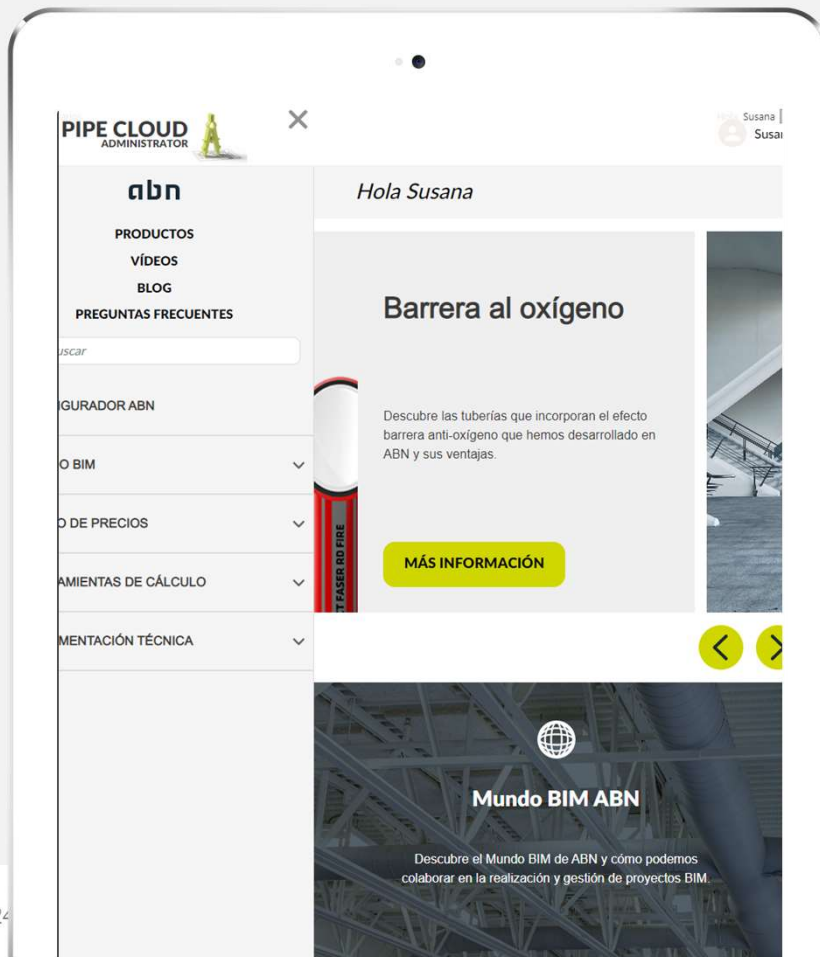 PIPE CLOUD
ADMINISTRATOR
Susana
abn
Hola Susana
PRODUCTOS
VÍDEOS
BLOG
PREGUNTAS FRECUENTES
IGURADOR ABN
O BIM
O DE PRECIOS
AMIENTAS DE CÁLCULO
MENTACIÓN TÉCNICA
Barrera al oxígeno
Descubre las tuberías que incorporan el efecto
barrera anti-oxígeno que hemos desarrollado en
ABN y sus ventajas.
MÁS INFORMACIÓN
CT FASER RD FIRE
Mundo BIM ABN
Descubre el Mundo BIM de ABN y cómo podemos
colaborar en la realización y gestión de proyectos BIM.